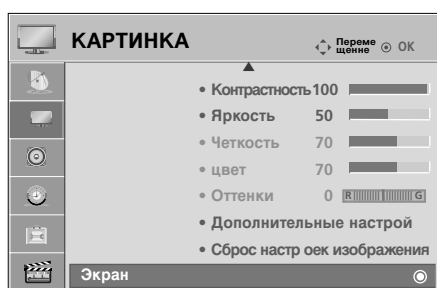 КАРТИНКА
Переме
щение
ОК
• Контрастность 100
• Яркость 50
• Четкость 70
• цвет 70
• Оттенки 0 R G
• Дополнительные настрой
• Сброс настр оек изображения
Экран